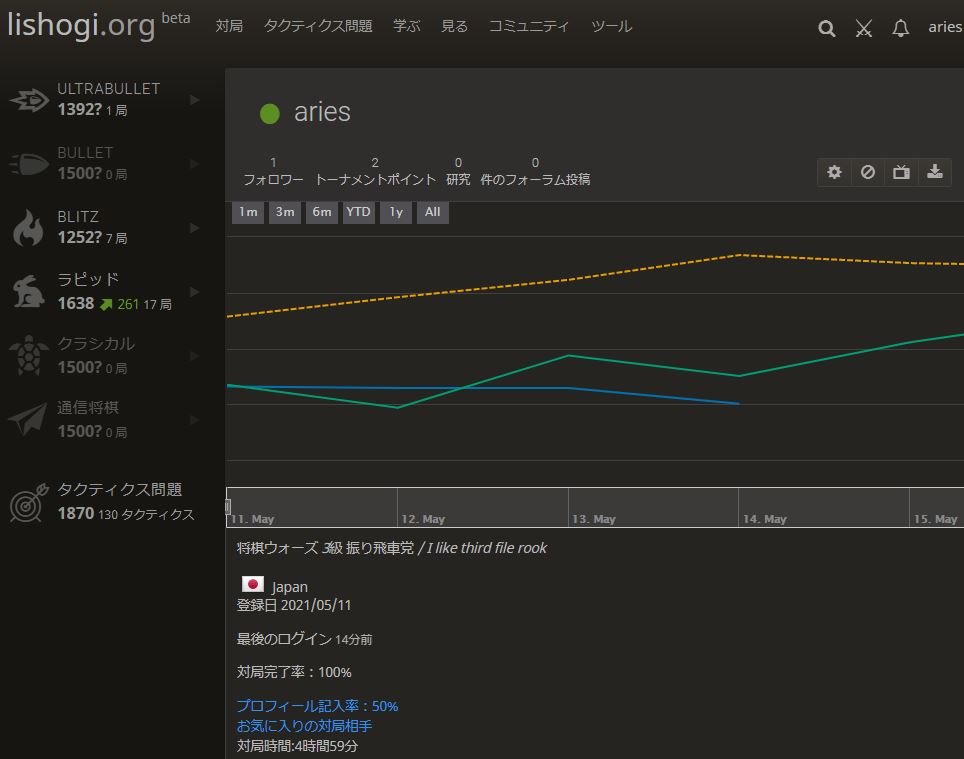 lishogi.org beta
対局 タクティクス問題 学ぶ 見る コミュニティ ツール
aries
ULTRABULLET
1392? 1 局
BULLET
1500? 0 局
BLITZ
1252? 7 局
ラピッド
1638 261 17 局
クラシカル
1500? 0 局
通信将棋
1500? 0 局
タクティクス問題
1870 130 タクティクス
aries
1 2 0 0
フォロワー トーナメントポイント 研究 件のフォーラム投稿
1m 3m 6m YTD 1y All
11. May 12. May 13. May 14. May 15. May
将棋ウォーズ 3級 振り飛車党 / I like third file rook
Japan
登録日 2021/05/11
最後のログイン 14分前
対局完了率：100%
プロフィール記入率：50%
お気に入りの対局相手
対局時間:4時間59分